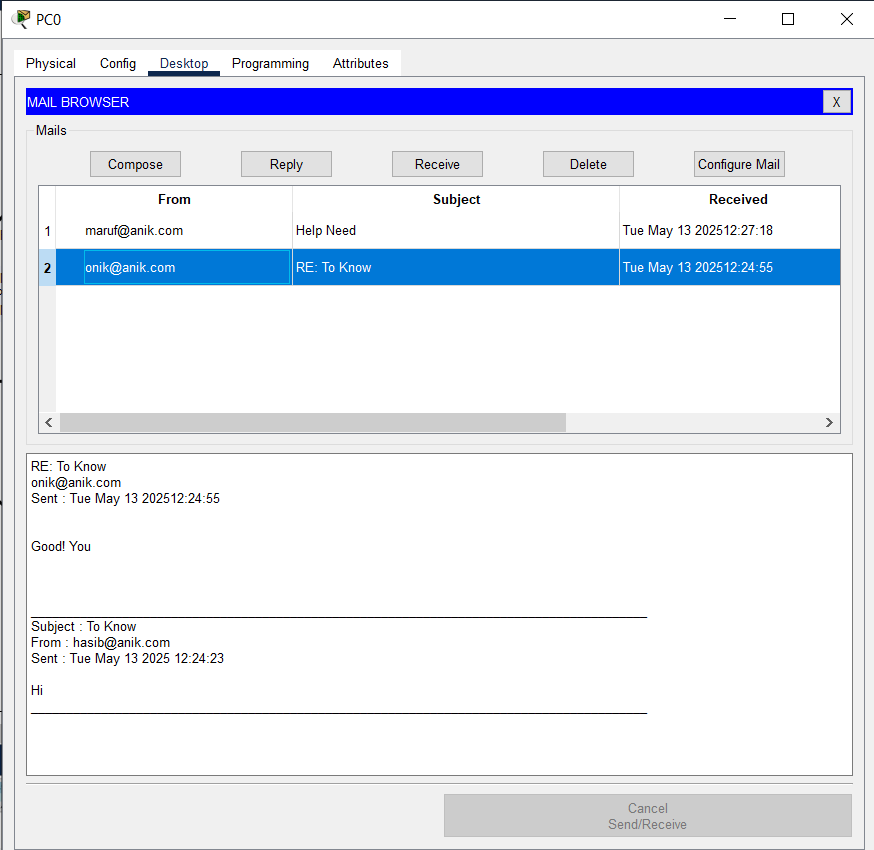 PC0
Physical Config Desktop Programming Attributes
MAIL BROWSER X
Mails
Compose Reply Receive Delete Configure Mail
From Subject Received
1 maruf@anik.com Help Need Tue May 13 202512:27:18
2 onik@anik.com RE: To Know Tue May 13 202512:24:55
RE: To Know
onik@anik.com
Sent : Tue May 13 202512:24:55
Good! You
Subject : To Know
From : hasib@anik.com
Sent : Tue May 13 2025 12:24:23
Hi
Cancel
Send/Receive